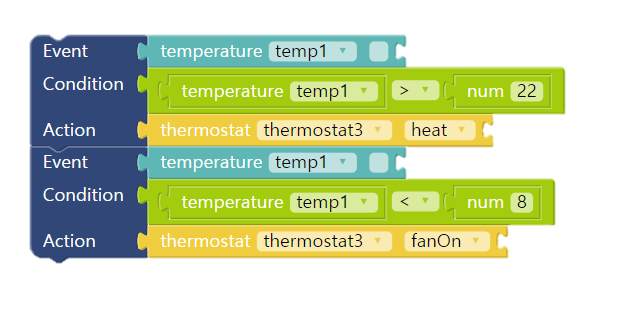 Event temperature temp1
Condition temperature temp1 > num 22
Action thermostat thermostat3 heat
Event temperature temp1
Condition temperature temp1 < num 8
Action thermostat thermostat3 fanOn